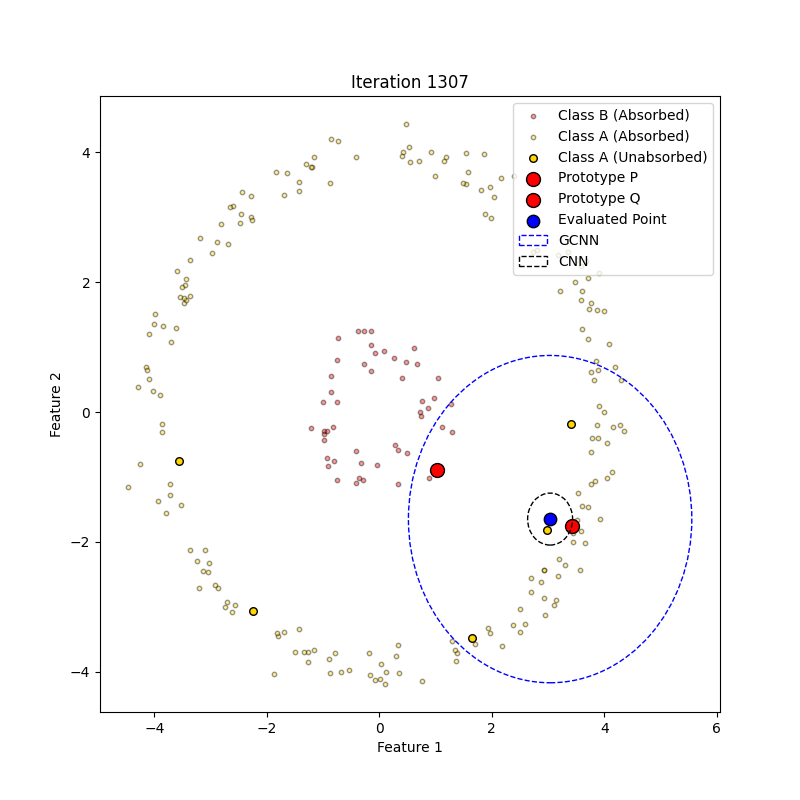 Iteration 1307
Class B (Absorbed)
Class A (Absorbed)
Class A (Unabsorbed)
Prototype P
Prototype Q
Evaluated Point
GCNN
CNN
4
2
0
−2
−4
Feature 2
−4
−2
0
2
4
6
Feature 1